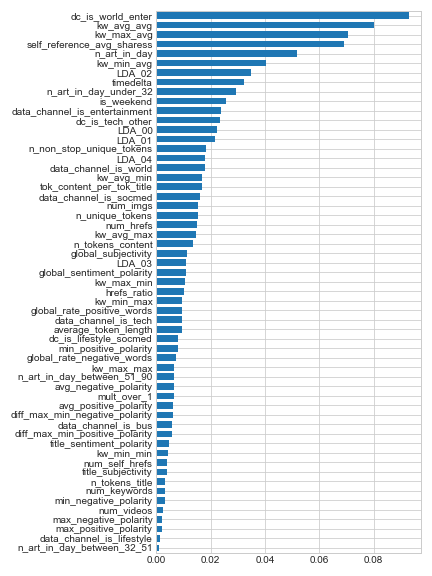 dc_is_world_enter
kw_avg_avg
kw_max_avg
self_reference_avg_sharess
n_art_in_day
kw_min_avg
LDA_02
timedelta
n_art_in_day_under_32
is_weekend
data_channel_is_entertainment
dc_is_tech_other
LDA_00
LDA_01
n_non_stop_unique_tokens
LDA_04
data_channel_is_world
kw_avg_min
tok_content_per_tok_title
data_channel_is_socmed
num_imgs
n_unique_tokens
num_hrefs
kw_avg_max
n_tokens_content
global_subjectivity
LDA_03
global_sentiment_polarity
kw_max_min
hrefs_ratio
kw_min_max
global_rate_positive_words
data_channel_is_tech
average_token_length
dc_is_lifestyle_socmed
min_positive_polarity
global_rate_negative_words
kw_max_max
n_art_in_day_between_51_90
avg_negative_polarity
mult_over_1
avg_positive_polarity
diff_max_min_negative_polarity
data_channel_is_bus
diff_max_min_positive_polarity
title_sentiment_polarity
kw_min_min
num_self_hrefs
title_subjectivity
n_tokens_title
num_keywords
min_negative_polarity
num_videos
max_negative_polarity
max_positive_polarity
data_channel_is_lifestyle
n_art_in_day_between_32_51
0.00 0.02 0.04 0.06 0.08